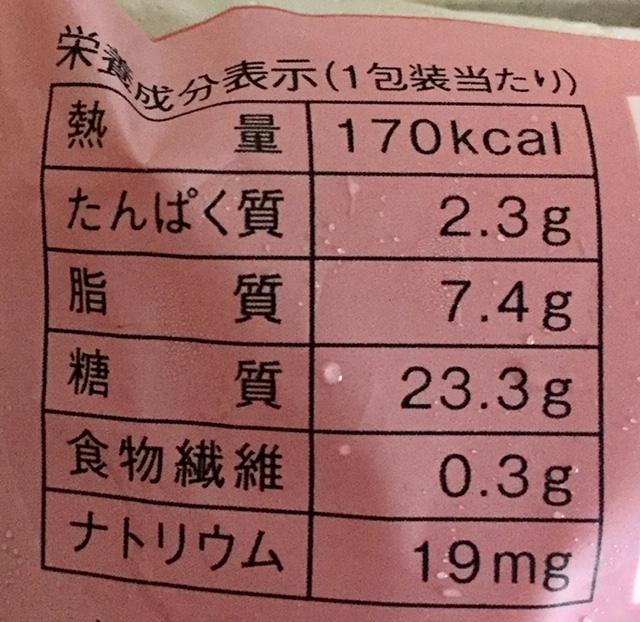 栄養成分表示(1包装当たり)
熱量 170kcal
たんぱく質 2.3g
脂質 7.4g
糖質 23.3g
食物繊維 0.3g
ナトリウム 19mg